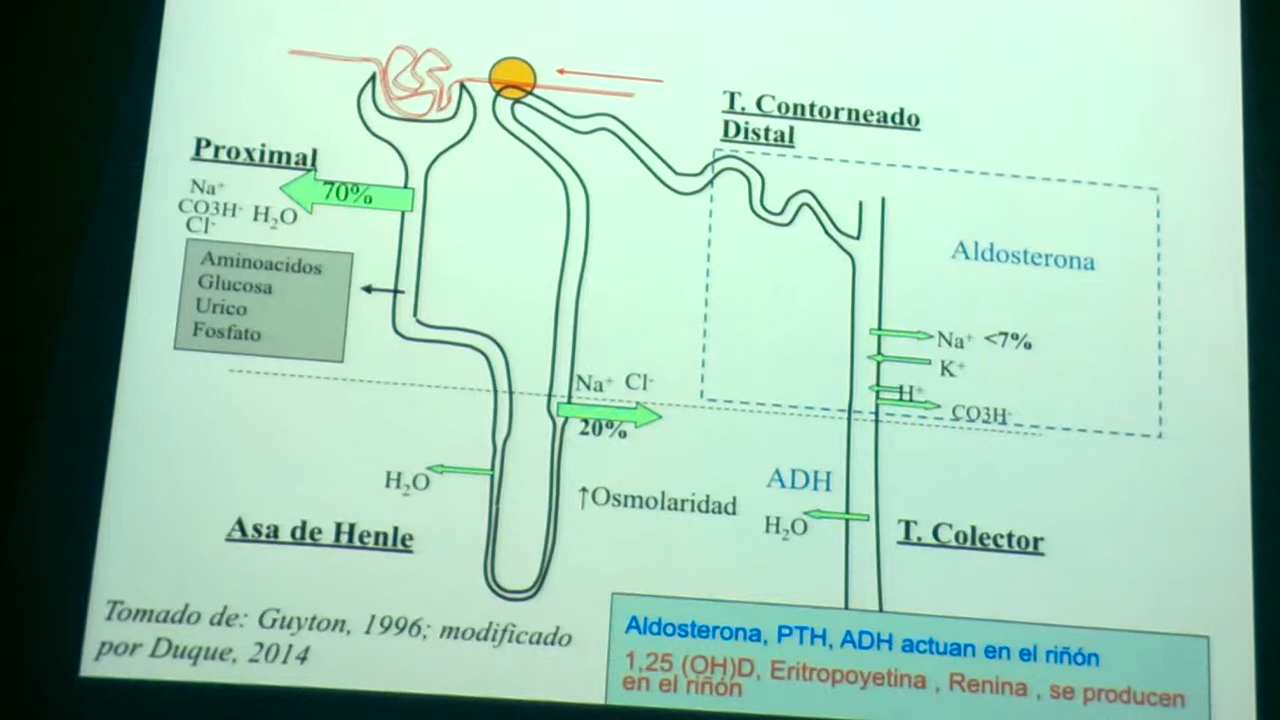 T. Contorneado
Distal
Proximal
70%
Na+
CO3H- H2O
Cl-
Aminoacidos
Glucosa
Urico
Fosfato
Aldosterona
Na+ <7%
K+
H+
CO3H-
Na+ Cl-
20%
H2O
↑Osmolaridad
ADH
H2O
Asa de Henle
T. Colector
Tomado de: Guyton, 1996; modificado
por Duque, 2014
Aldosterona, PTH, ADH actuan en el riñón
1,25 (OH)D, Eritropoyetina , Renina , se producen
en el riñón